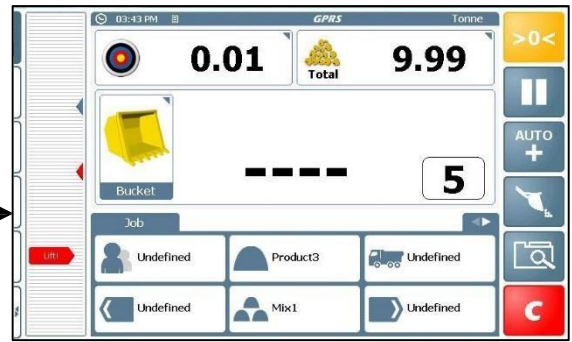 03:43 PM GPRS Tonne
>0<
0.01 Total 9.99
AUTO
+
Bucket ---- 5
Job
Lift!
Undefined Product3 Undefined
Undefined Mix1 Undefined
C